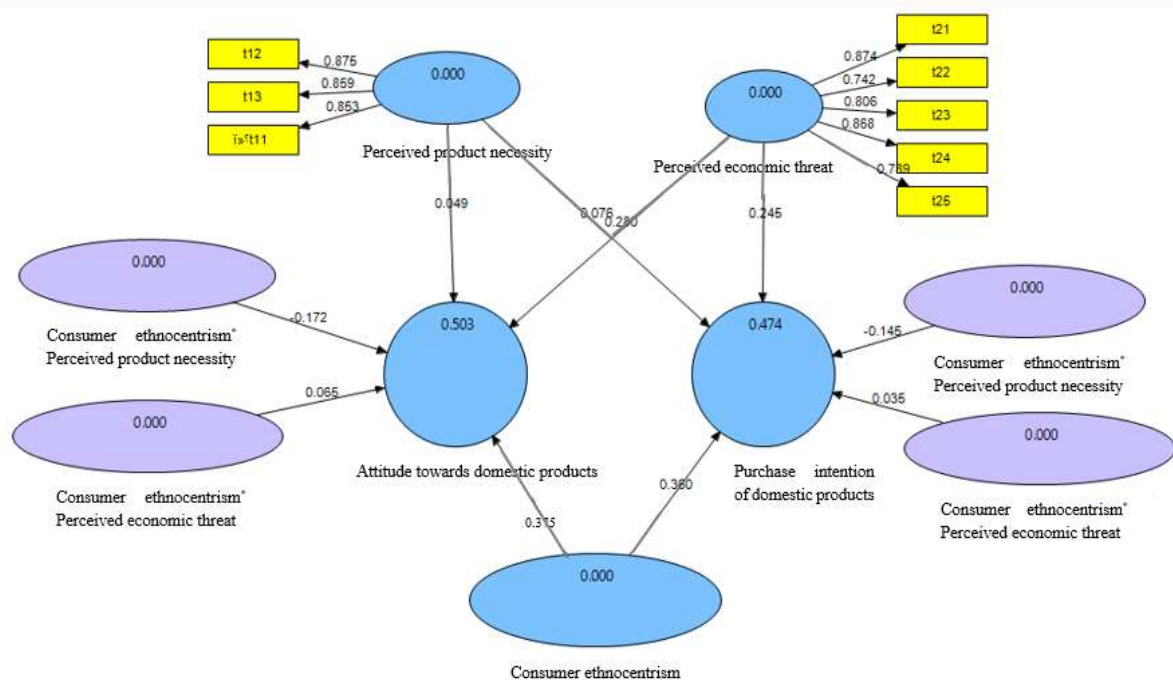 t12
t13
ï»؟t11
0.875
0.859
0.853
0.000
Perceived product necessity
0.000
Perceived economic threat
0.874
0.742
0.806
0.868
0.789
t21
t22
t23
t24
t25
0.049
0.076
0.280
0.245
0.000
Consumer ethnocentrism*
Perceived product necessity
-0.172
0.503
Attitude towards domestic products
0.474
Purchase intention
of domestic products
-0.145
0.000
Consumer ethnocentrism*
Perceived product necessity
0.000
Consumer ethnocentrism*
Perceived economic threat
0.065
0.035
0.000
Consumer ethnocentrism*
Perceived economic threat
0.375
0.360
0.000
Consumer ethnocentrism